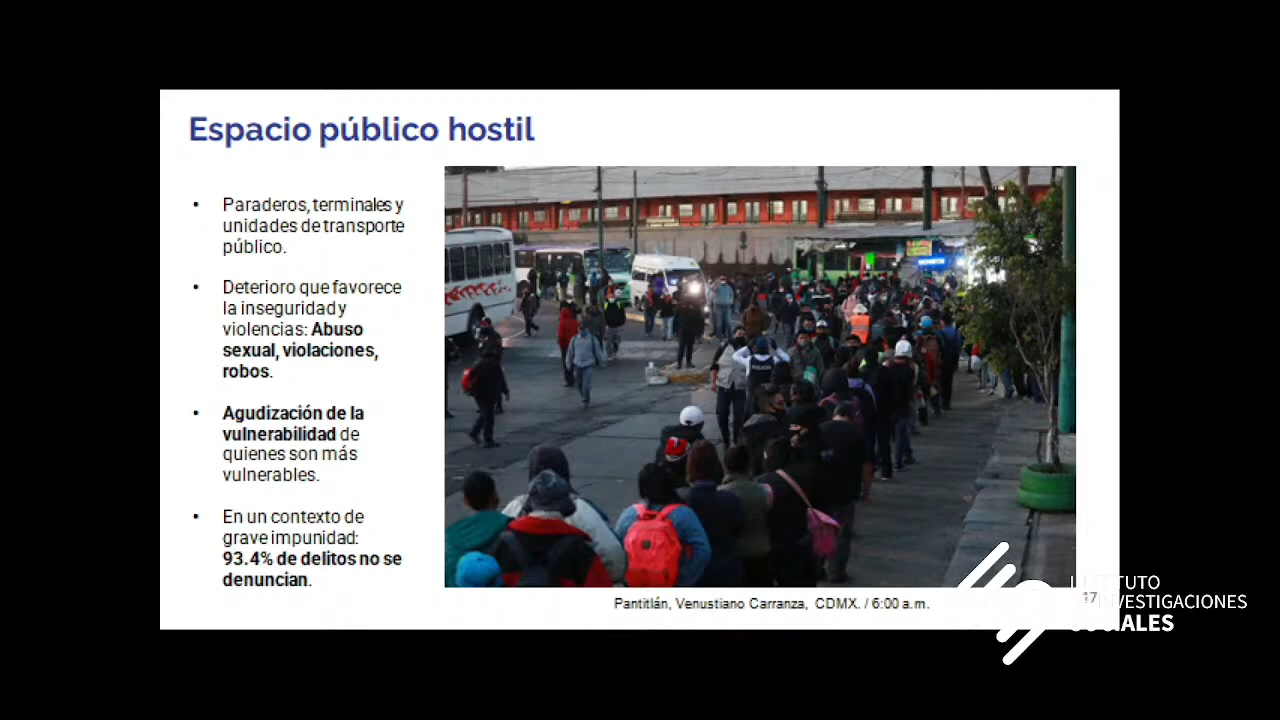 Espacio público hostil
• Paraderos, terminales y
unidades de transporte
público.
• Deterioro que favorece
la inseguridad y
violencias: Abuso
sexual, violaciones,
robos.
• Agudización de la
vulnerabilidad de
quienes son más
vulnerables.
• En un contexto de
grave impunidad:
93.4% de delitos no se
denuncian.
POLICIA
Pantitlán, Venustiano Carranza, CDMX. / 6:00 a.m.
17
INSTITUTO
INVESTIGACIONES
SOCIALES